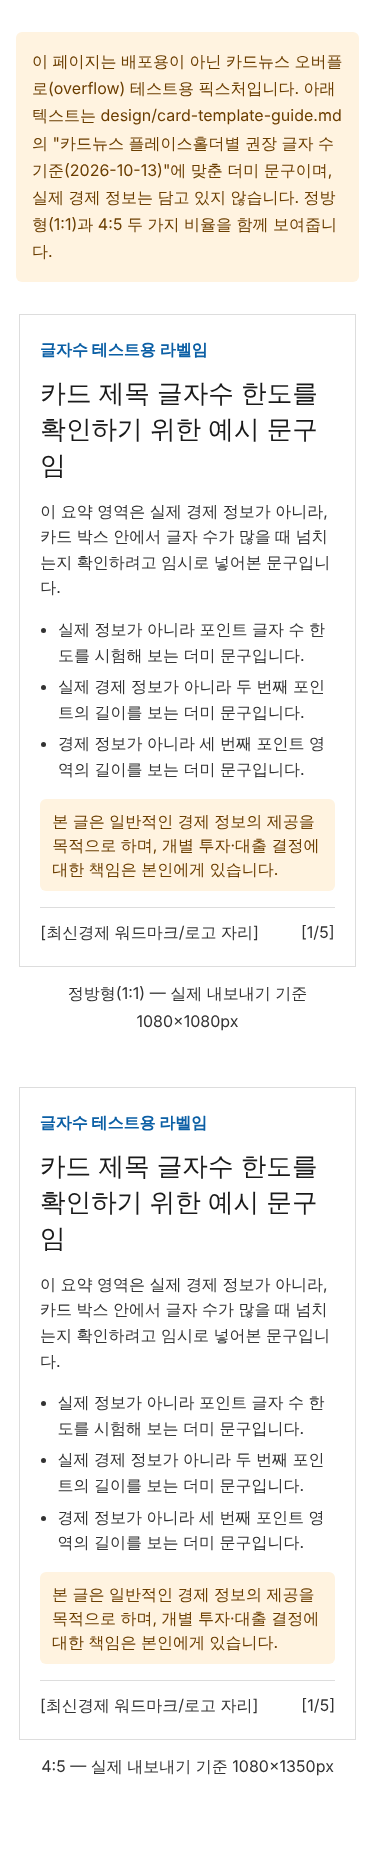 이 페이지는 배포용이 아닌 카드뉴스 오버플
로(overflow) 테스트용 픽스처입니다. 아래
텍스트는 design/card-template-guide.md
의 "카드뉴스 플레이스홀더별 권장 글자 수
기준(2026-10-13)"에 맞춘 더미 문구이며,
실제 경제 정보는 담고 있지 않습니다. 정방
형(1:1)과 4:5 두 가지 비율을 함께 보여줍니
다.
글자수 테스트용 라벨임
카드 제목 글자수 한도를
확인하기 위한 예시 문구
임
이 요약 영역은 실제 경제 정보가 아니라,
카드 박스 안에서 글자 수가 많을 때 넘치
는지 확인하려고 임시로 넣어본 문구입니
다.
• 실제 정보가 아니라 포인트 글자 수 한
도를 시험해 보는 더미 문구입니다.
• 실제 경제 정보가 아니라 두 번째 포인
트의 길이를 보는 더미 문구입니다.
• 경제 정보가 아니라 세 번째 포인트 영
역의 길이를 보는 더미 문구입니다.
본 글은 일반적인 경제 정보의 제공을
목적으로 하며, 개별 투자·대출 결정에
대한 책임은 본인에게 있습니다.
[최신경제 워드마크/로고 자리] [1/5]
정방형(1:1) — 실제 내보내기 기준
1080×1080px
글자수 테스트용 라벨임
카드 제목 글자수 한도를
확인하기 위한 예시 문구
임
이 요약 영역은 실제 경제 정보가 아니라,
카드 박스 안에서 글자 수가 많을 때 넘치
는지 확인하려고 임시로 넣어본 문구입니
다.
• 실제 정보가 아니라 포인트 글자 수 한
도를 시험해 보는 더미 문구입니다.
• 실제 경제 정보가 아니라 두 번째 포인
트의 길이를 보는 더미 문구입니다.
• 경제 정보가 아니라 세 번째 포인트 영
역의 길이를 보는 더미 문구입니다.
본 글은 일반적인 경제 정보의 제공을
목적으로 하며, 개별 투자·대출 결정에
대한 책임은 본인에게 있습니다.
[최신경제 워드마크/로고 자리] [1/5]
4:5 — 실제 내보내기 기준 1080×1350px